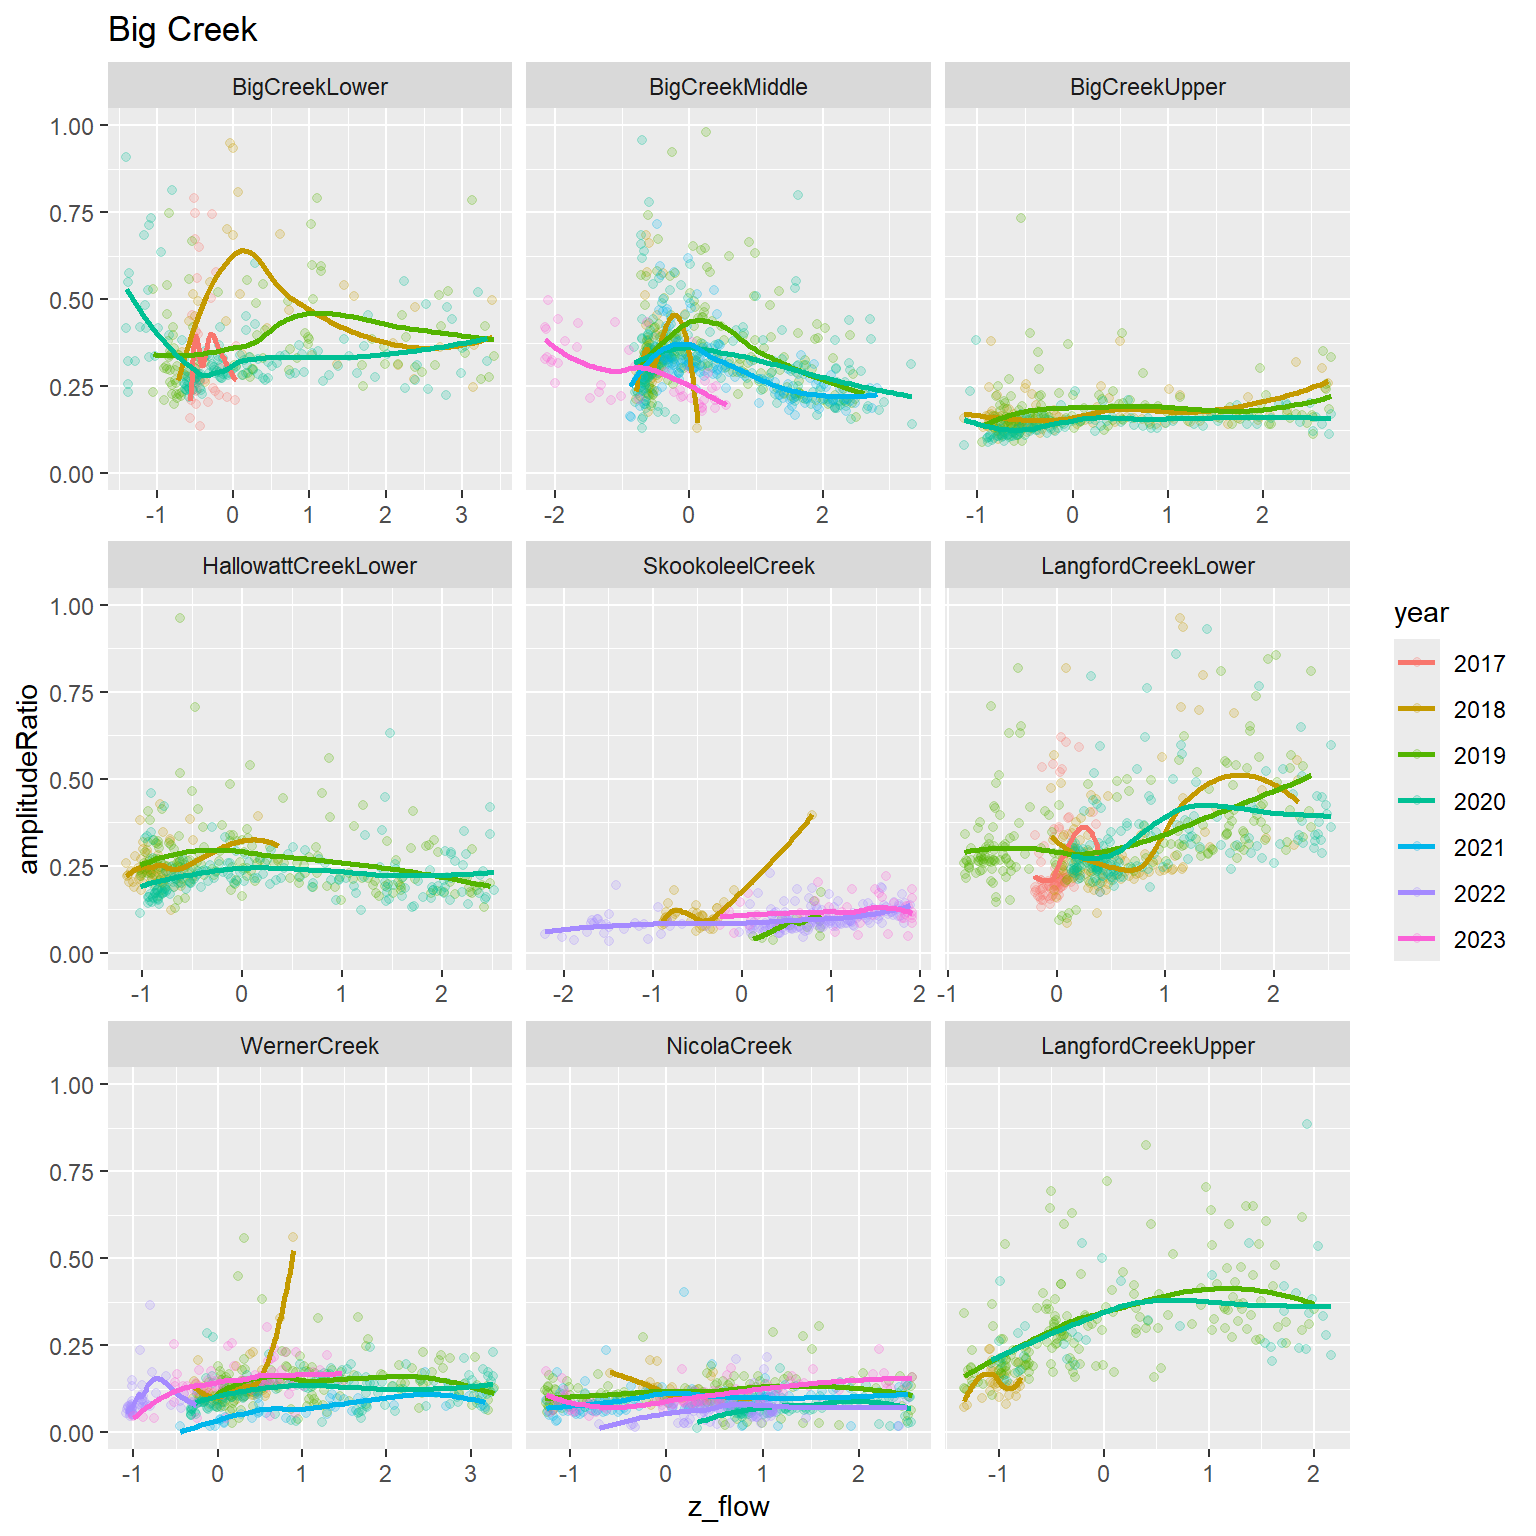 Big Creek
BigCreekLower
BigCreekMiddle
BigCreekUpper
1.00
0.75
0.50
0.25
0.00
-1 0 1 2 3
-2 0 2
-1 0 1 2
HallowattCreekLower
SkookoleelCreek
LangfordCreekLower
1.00
0.75
0.50
0.25
0.00
-1 0 1 2
-2 -1 0 1 2
-1 0 1 2
WernerCreek
NicolaCreek
LangfordCreekUpper
1.00
0.75
0.50
0.25
0.00
-1 0 1 2 3
-1 0 1 2
-1 0 1 2
amplitudeRatio
z_flow
year
2017
2018
2019
2020
2021
2022
2023